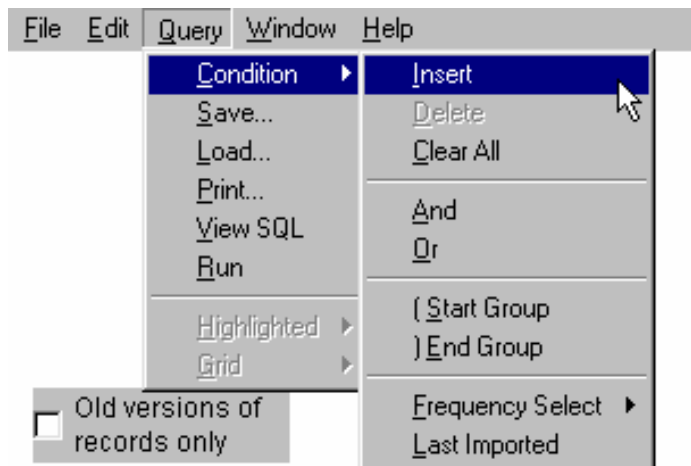 File Edit Query Window Help
Condition
Save...
Load...
Print...
View SQL
Run
Highlighted
Grid
Insert
Delete
Clear All
And
Or
( Start Group
) End Group
Frequency Select
Last Imported
Old versions of
records only